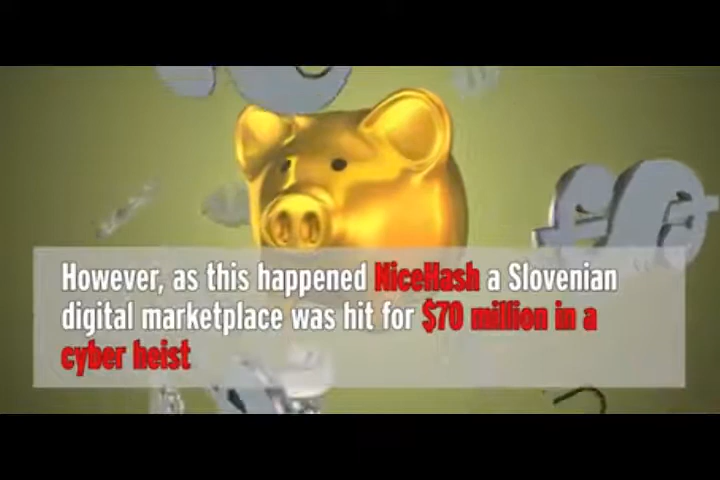 However, as this happened NiceHash a Slovenian
digital marketplace was hit for $70 million in a
cyber heist